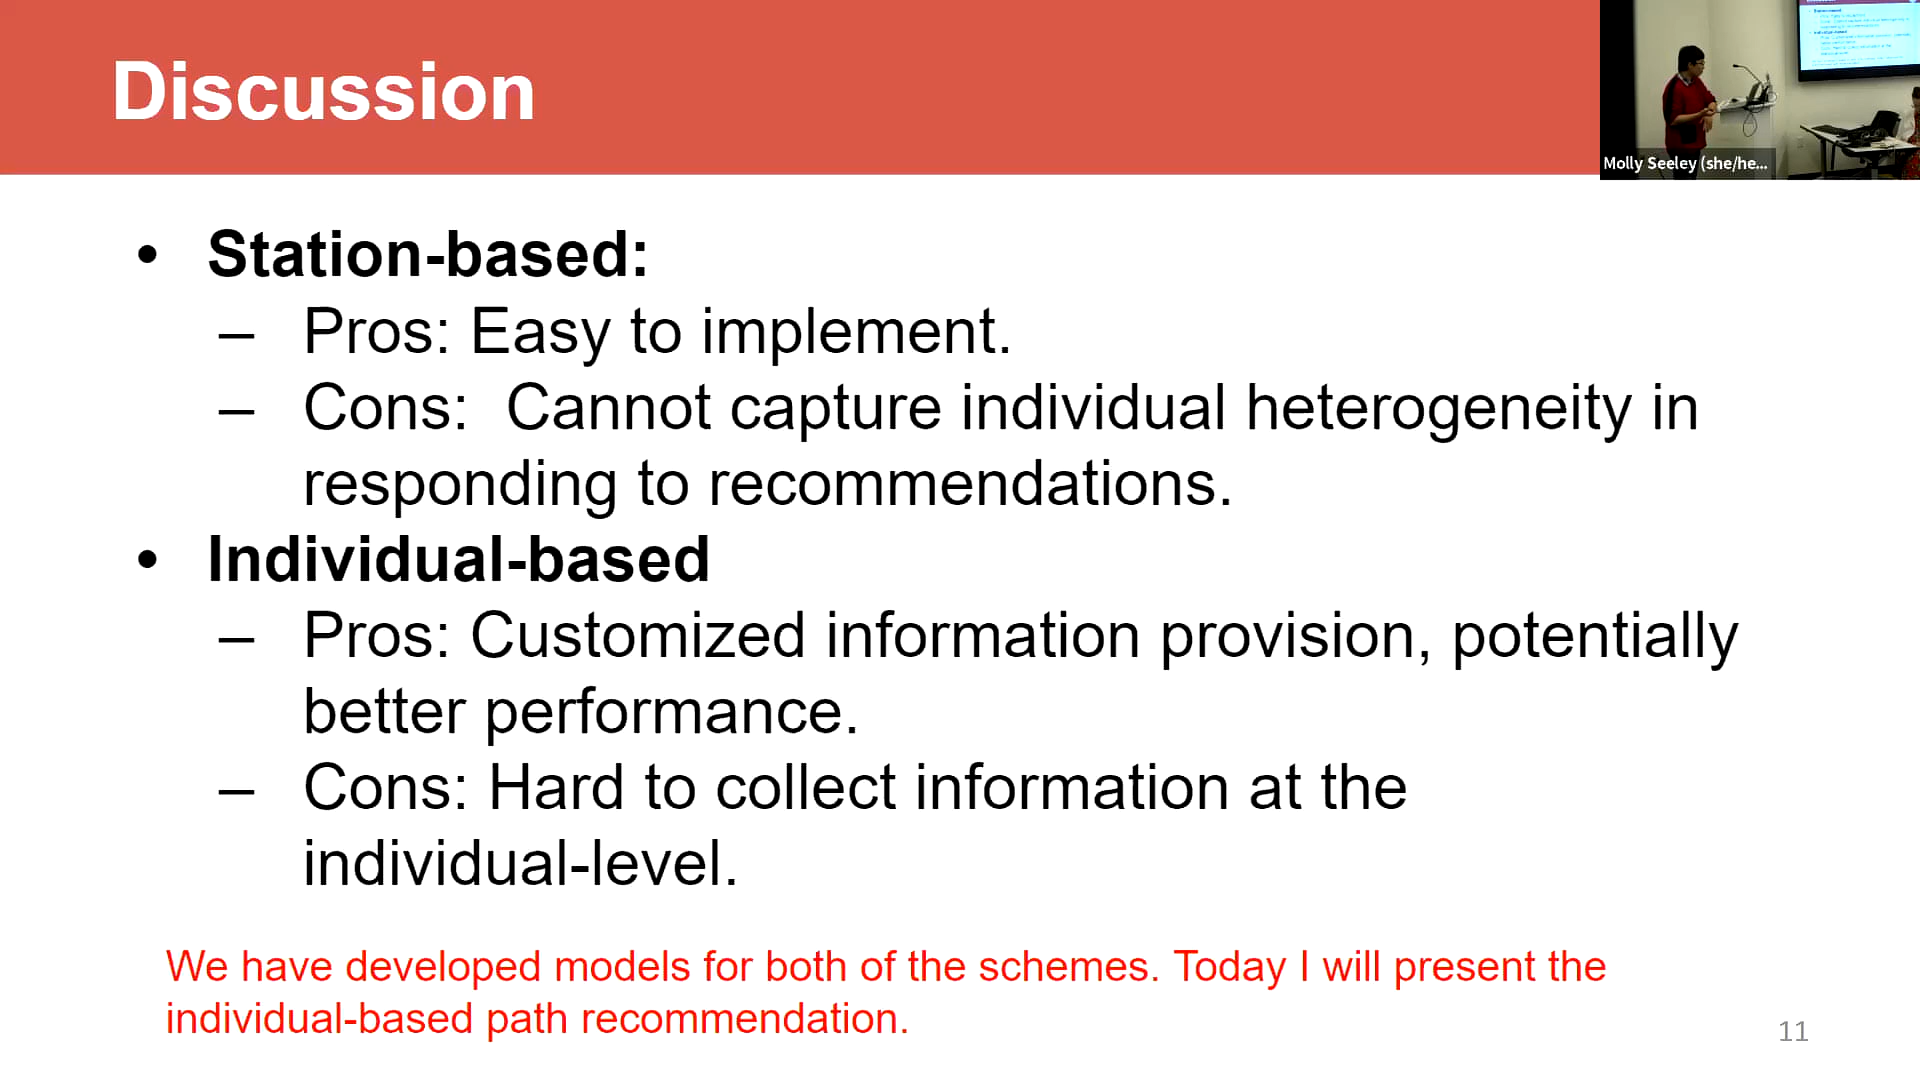 Discussion
Molly Seeley (she/he...
• Station-based:
– Pros: Easy to implement.
– Cons: Cannot capture individual heterogeneity in
responding to recommendations.
• Individual-based
– Pros: Customized information provision, potentially
better performance.
– Cons: Hard to collect information at the
individual-level.
We have developed models for both of the schemes. Today I will present the
individual-based path recommendation.
11